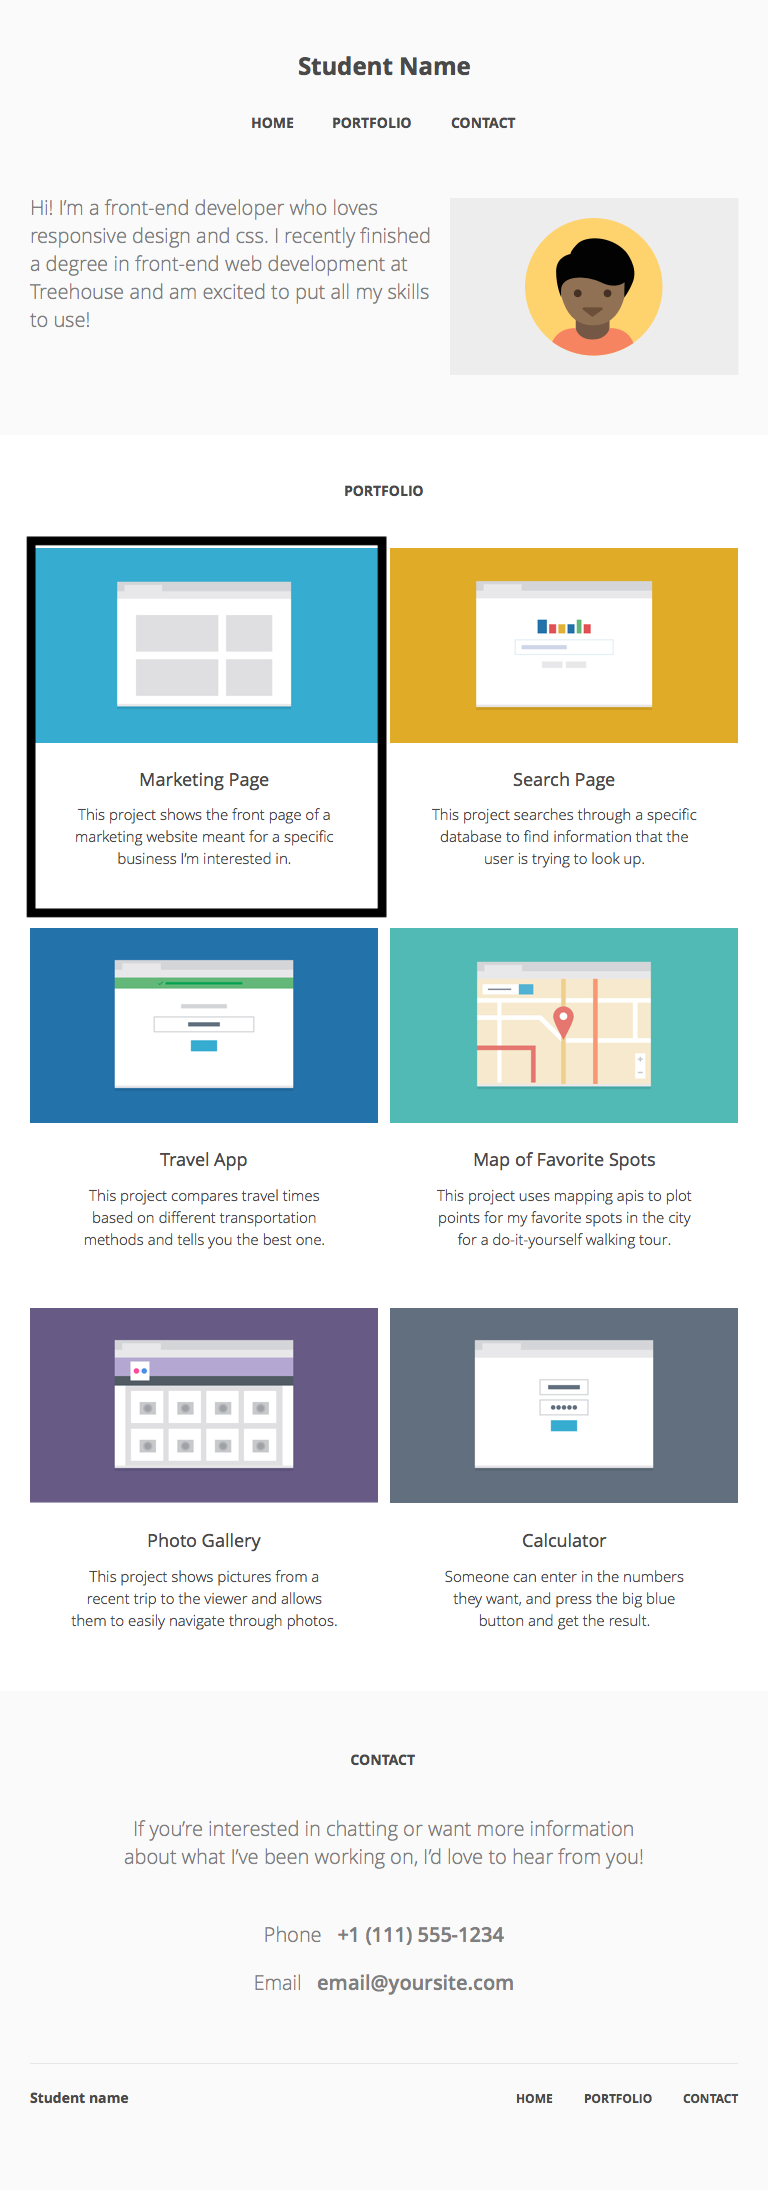 Student Name
HOME PORTFOLIO CONTACT
Hi! I’m a front-end developer who loves
responsive design and css. I recently finished
a degree in front-end web development at
Treehouse and am excited to put all my skills
to use!
PORTFOLIO
Marketing Page
This project shows the front page of a
marketing website meant for a specific
business I’m interested in.
Search Page
This project searches through a specific
database to find information that the
user is trying to look up.
Travel App
This project compares travel times
based on different transportation
methods and tells you the best one.
Map of Favorite Spots
This project uses mapping apis to plot
points for my favorite spots in the city
for a do-it-yourself walking tour.
Photo Gallery
This project shows pictures from a
recent trip to the viewer and allows
them to easily navigate through photos.
Calculator
Someone can enter in the numbers
they want, and press the big blue
button and get the result.
CONTACT
If you’re interested in chatting or want more information
about what I’ve been working on, I’d love to hear from you!
Phone +1 (111) 555-1234
Email email@yoursite.com
Student name
HOME PORTFOLIO CONTACT